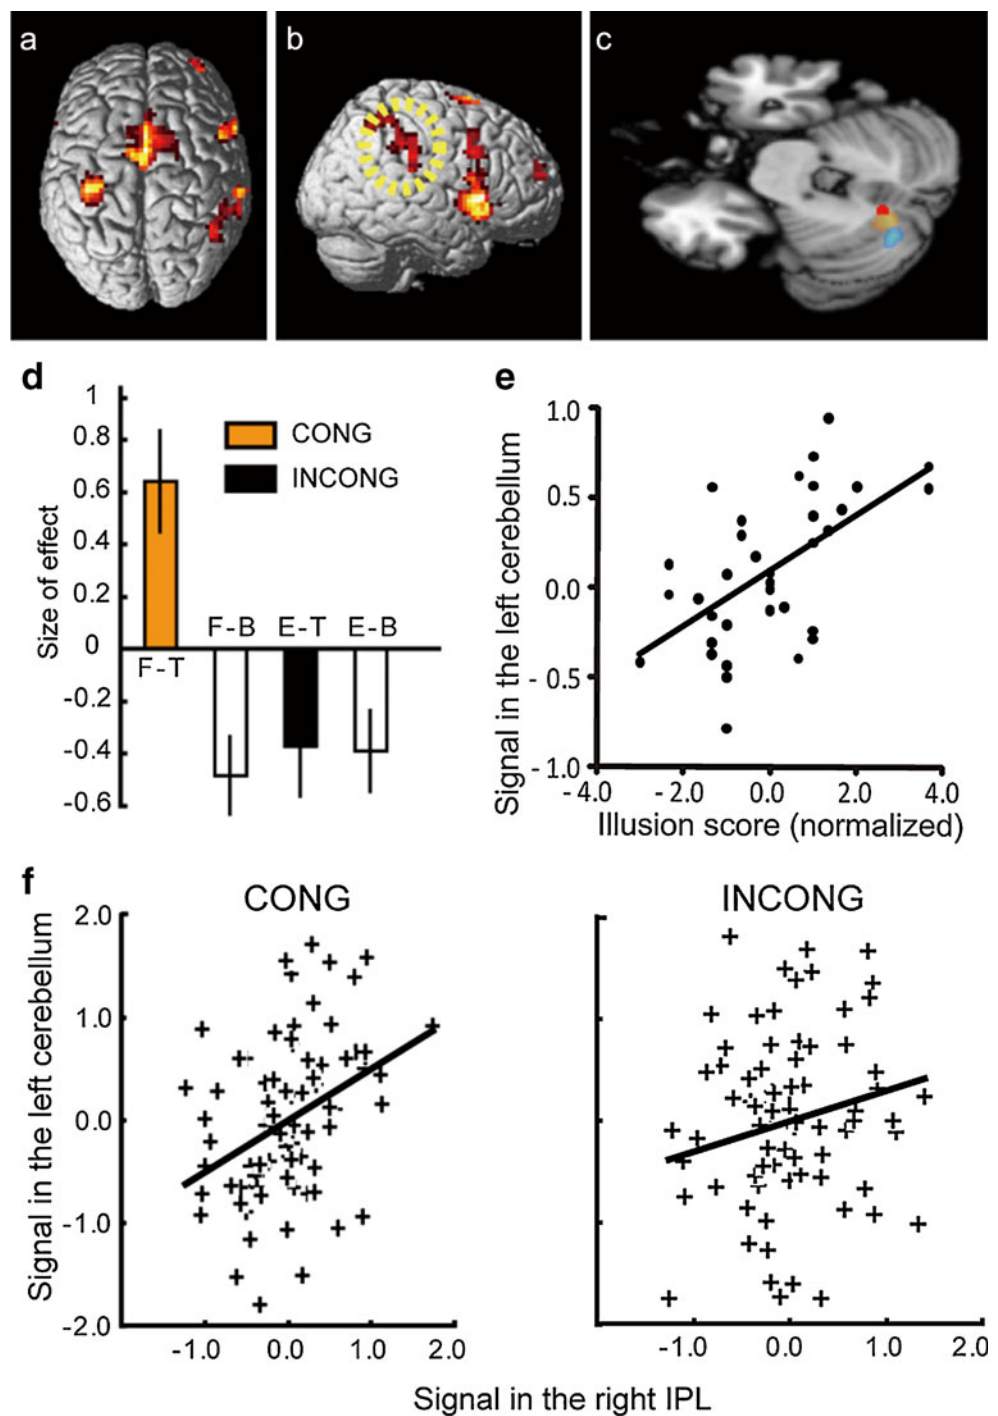 a
b
c
d
1
0.8
0.6
0.4
0.2
0
-0.2
-0.4
-0.6
Size of effect
CONG
INCONG
F-T
F-B E-T E-B
e
1.0
0.5
0.0
- 0.5
- 1.0
Signal in the left cerebellum
- 4.0 -2.0 0.0 2.0 4.0
Illusion score (normalized)
f
CONG
2.0
1.0
0.0
-1.0
-2.0
Signal in the left cerebellum
-1.0 0.0 1.0 2.0
INCONG
-1.0 0.0 1.0 2.0
Signal in the right IPL